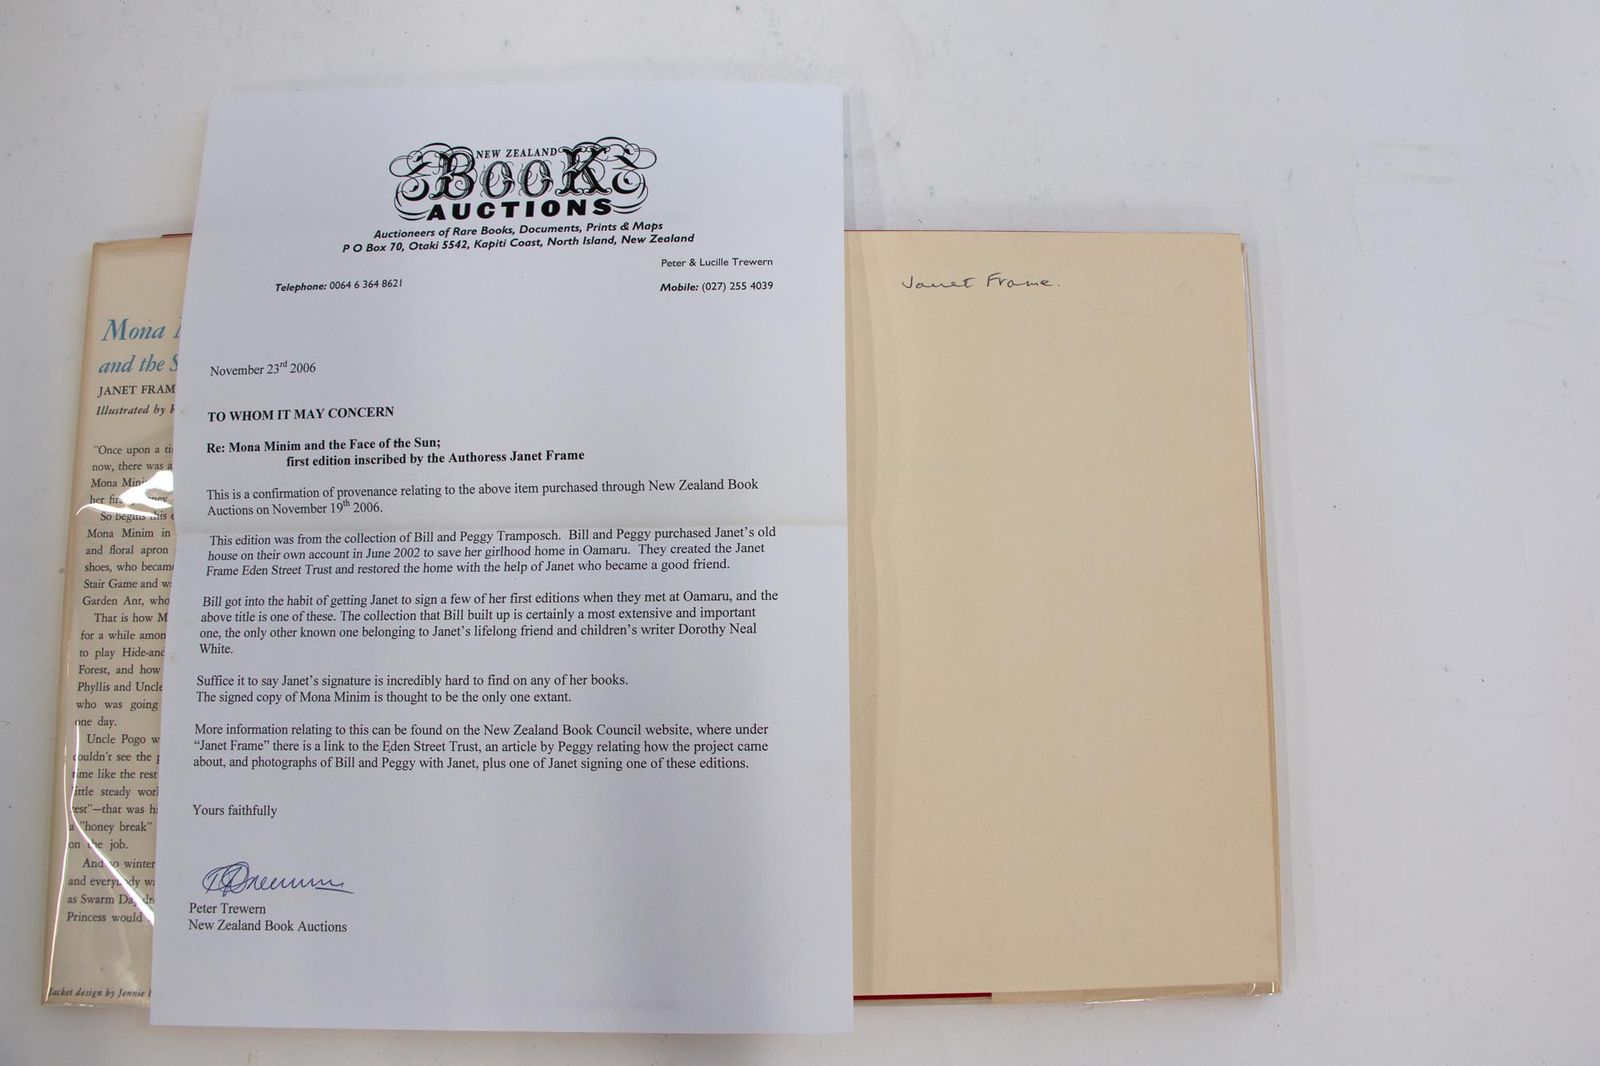 NEW ZEALAND
BOOK
AUCTIONS
Auctioneers of Rare Books, Documents, Prints & Maps
P O Box 70, Otaki 5542, Kapiti Coast, North Island, New Zealand
Peter & Lucille Trewern
Telephone: 0064 6 364 8621
Mobile: (027) 255 4039
November 23rd 2006
TO WHOM IT MAY CONCERN
Re: Mona Minim and the Face of the Sun;
first edition inscribed by the Authoress Janet Frame
This is a confirmation of provenance relating to the above item purchased through New Zealand Book
Auctions on November 19th 2006.
This edition was from the collection of Bill and Peggy Tramposch. Bill and Peggy purchased Janet's old
house on their own account in June 2002 to save her girlhood home in Oamaru. They created the Janet
Frame Eden Street Trust and restored the home with the help of Janet who became a good friend.
Bill got into the habit of getting Janet to sign a few of her first editions when they met at Oamaru, and the
above title is one of these. The collection that Bill built up is certainly a most extensive and important
one, the only other known one belonging to Janet's lifelong friend and children's writer Dorothy Neal
White.
Suffice it to say Janet's signature is incredibly hard to find on any of her books.
The signed copy of Mona Minim is thought to be the only one extant.
More information relating to this can be found on the New Zealand Book Council website, where under
"Janet Frame" there is a link to the Eden Street Trust, an article by Peggy relating how the project came
about, and photographs of Bill and Peggy with Janet, plus one of Janet signing one of these editions.
Yours faithfully
Peter Trewern
New Zealand Book Auctions
Mona
and the
JANET
Illustrated by
"Once upon a
now, there was a
Mona
her
So begins this
Mona Minim in
and floral apron
shoes, who
Stair Game and
Garden Ant, who
That is how
for a while
to play
Forest, and how
Phyllis and
who was going
one day.
Uncle Pogo
couldn't see the
time like the rest
little steady
rest"—that was
a "honey break"
on the job.
And so winter
and everybody
as Swarm
Princess would
Jacket design by Jennie
Janet Frame.